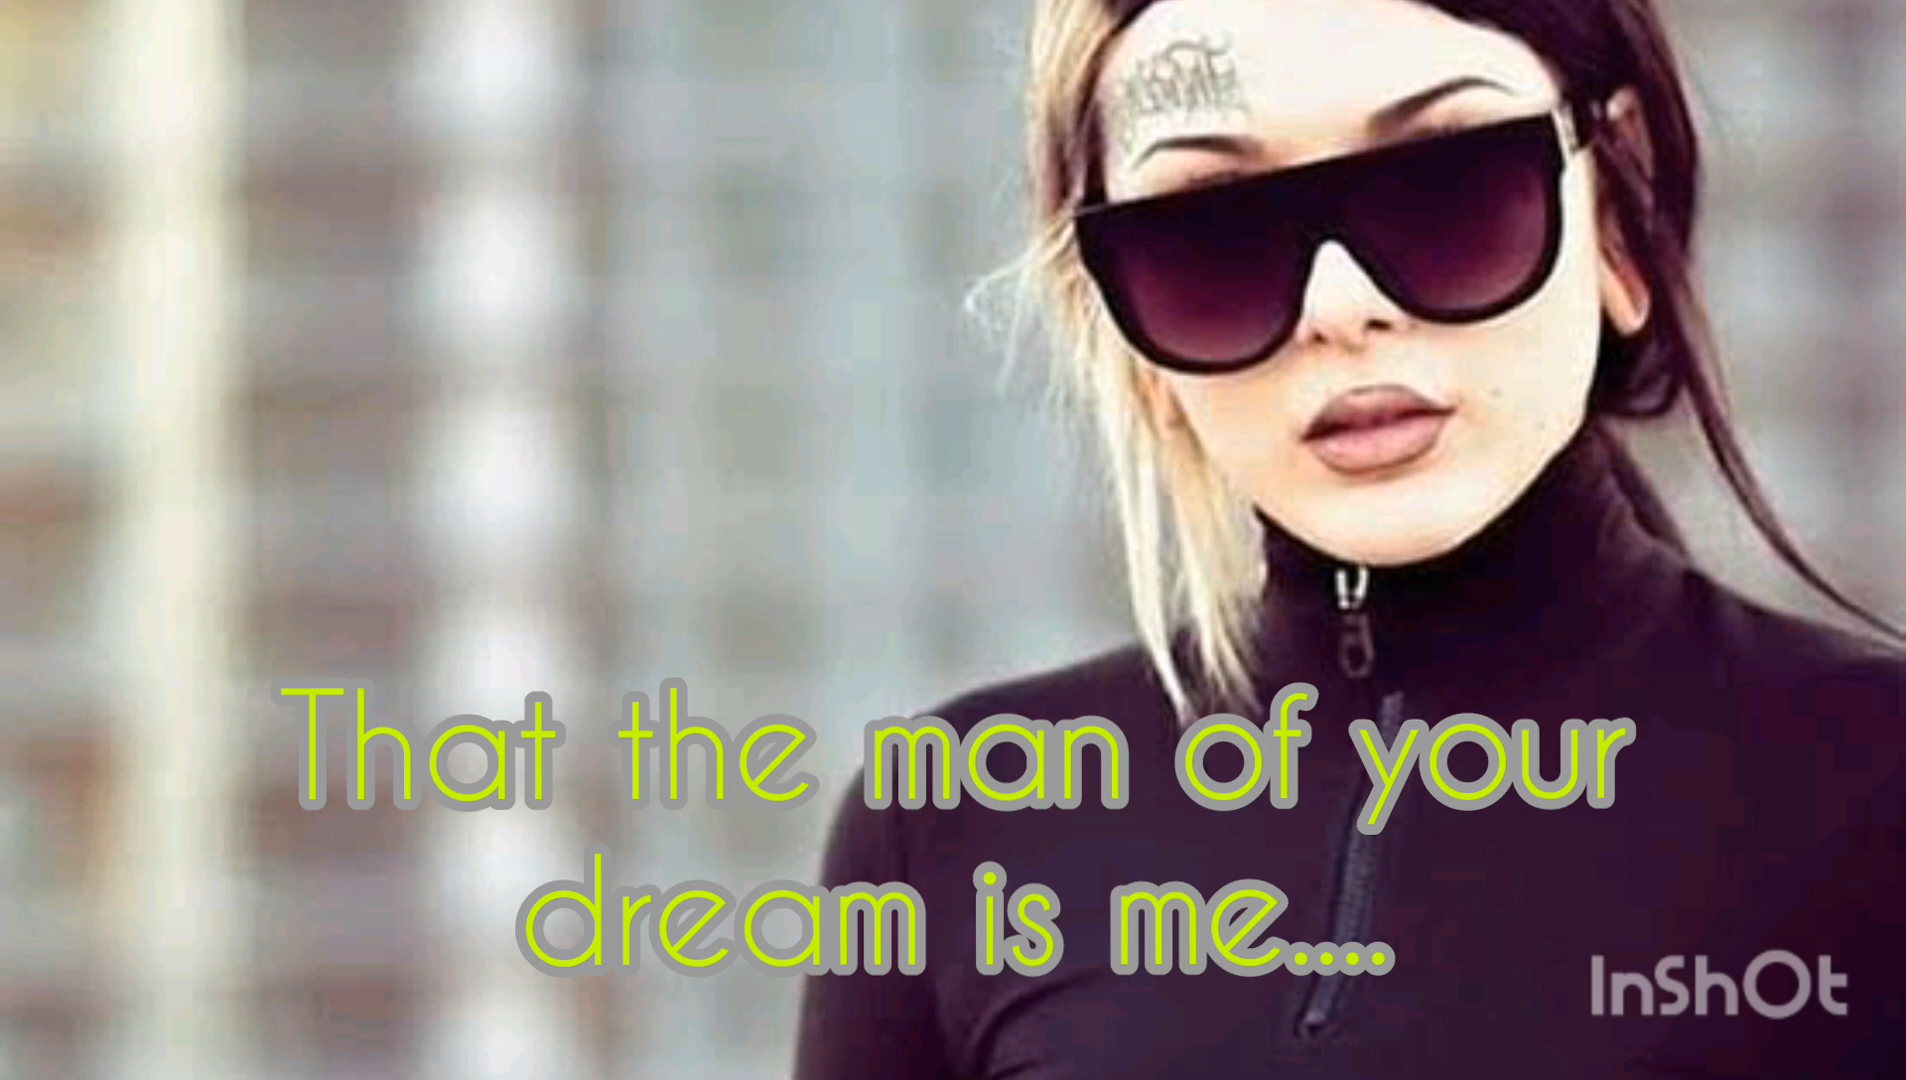 That the man of your
dream is me....
InShOt